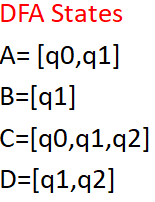 DFA States
A= [q0,q1]
B=[q1]
C=[q0,q1,q2]
D=[q1,q2]